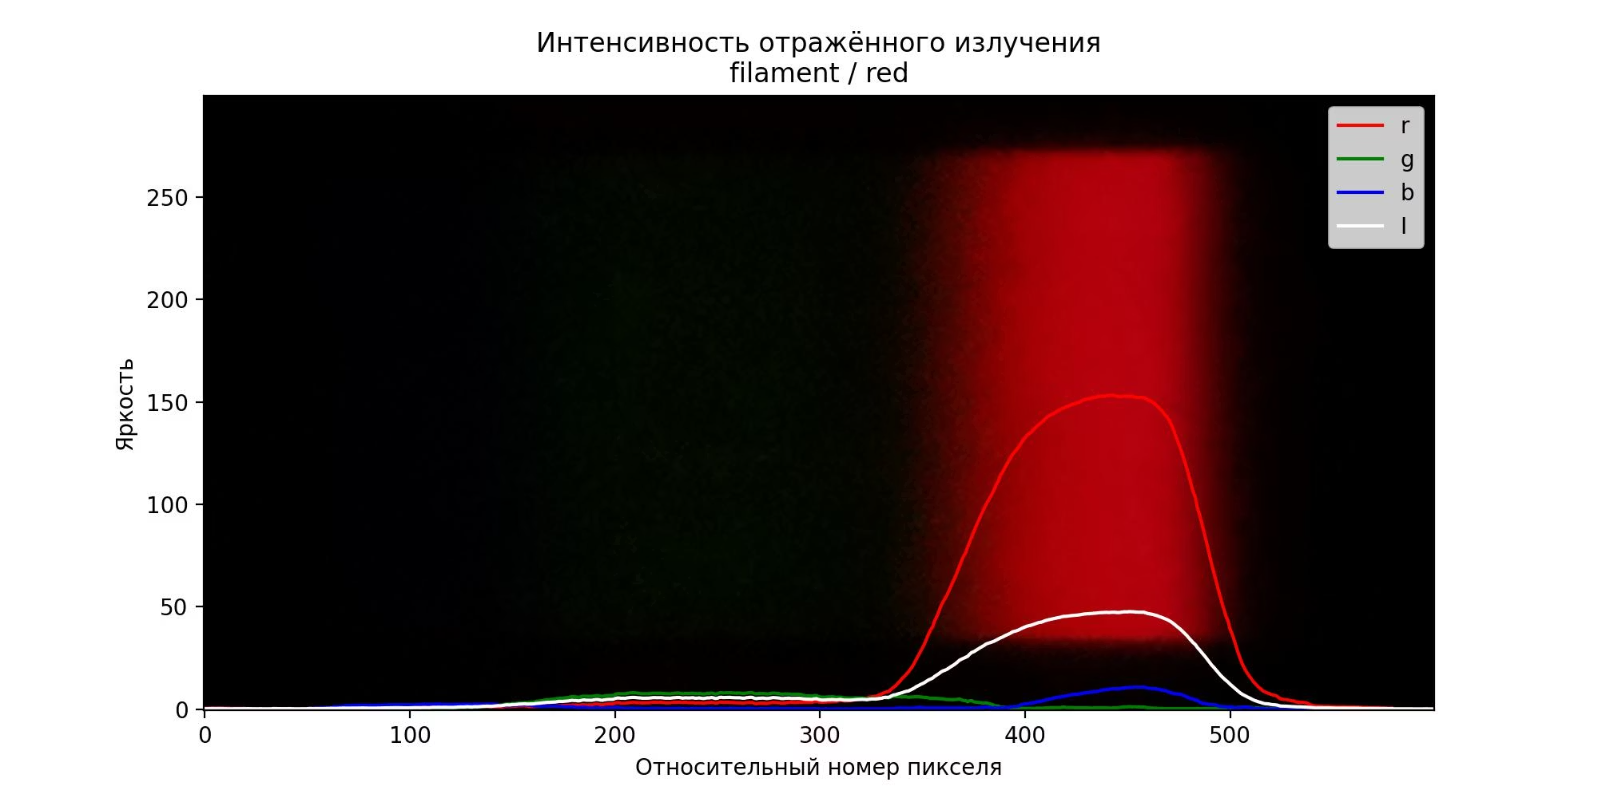 Интенсивность отражённого излучения
filament / red
r
g
b
l
250
200
150
100
50
0
Яркость
0 100 200 300 400 500
Относительный номер пикселя